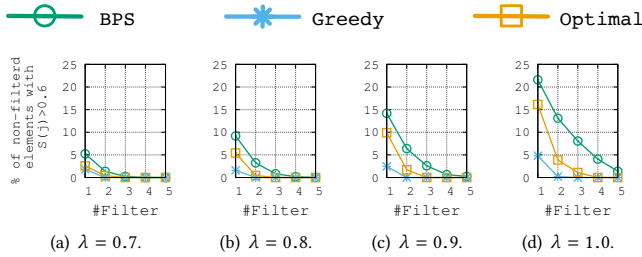 BPS Greedy Optimal
% of non-filterd
elements with
S(j)>0.6
25 25 25 25
20 20 20 20
15 15 15 15
10 10 10 10
5 5 5 5
0 0 0 0
1 2 3 4 5 1 2 3 4 5 1 2 3 4 5 1 2 3 4 5
#Filter #Filter #Filter #Filter
(a) λ = 0.7. (b) λ = 0.8. (c) λ = 0.9. (d) λ = 1.0.